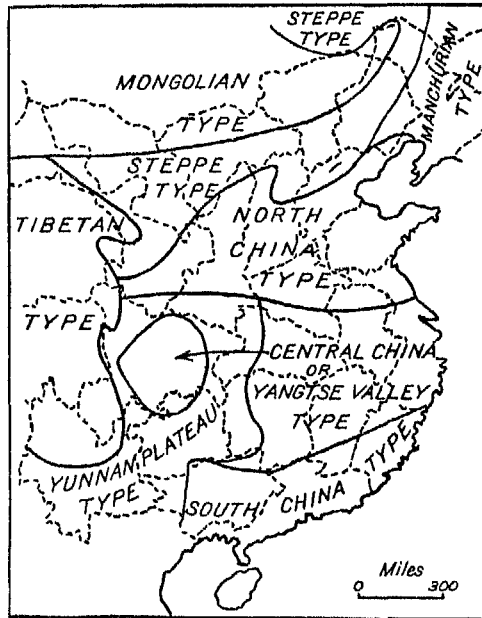 STEPPE
TYPE
MANCHURIAN
TYPE
MONGOLIAN
TYPE
STEPPE
TYPE
TIBETAN
TYPE
NORTH
CHINA
TYPE
CENTRAL CHINA
OR
YANGTSE VALLEY
TYPE
YUNNAN PLATEAU
TYPE
SOUTH CHINA TYPE
Miles
0 300